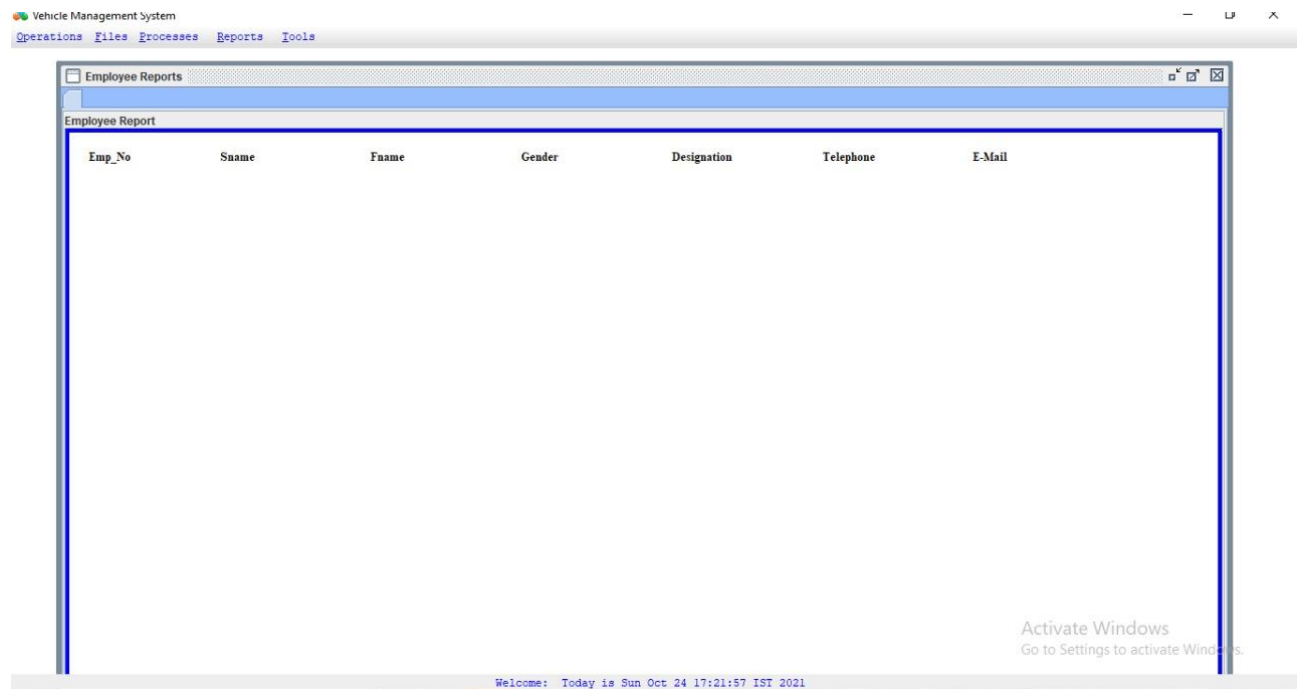 Vehicle Management System
Operations Files Processes Reports Tools
Employee Reports
Employee Report
Emp_No Sname Fname Gender Designation Telephone E-Mail
Activate Windows
Go to Settings to activate Windows.
Welcome: Today is Sun Oct 24 17:21:57 IST 2021